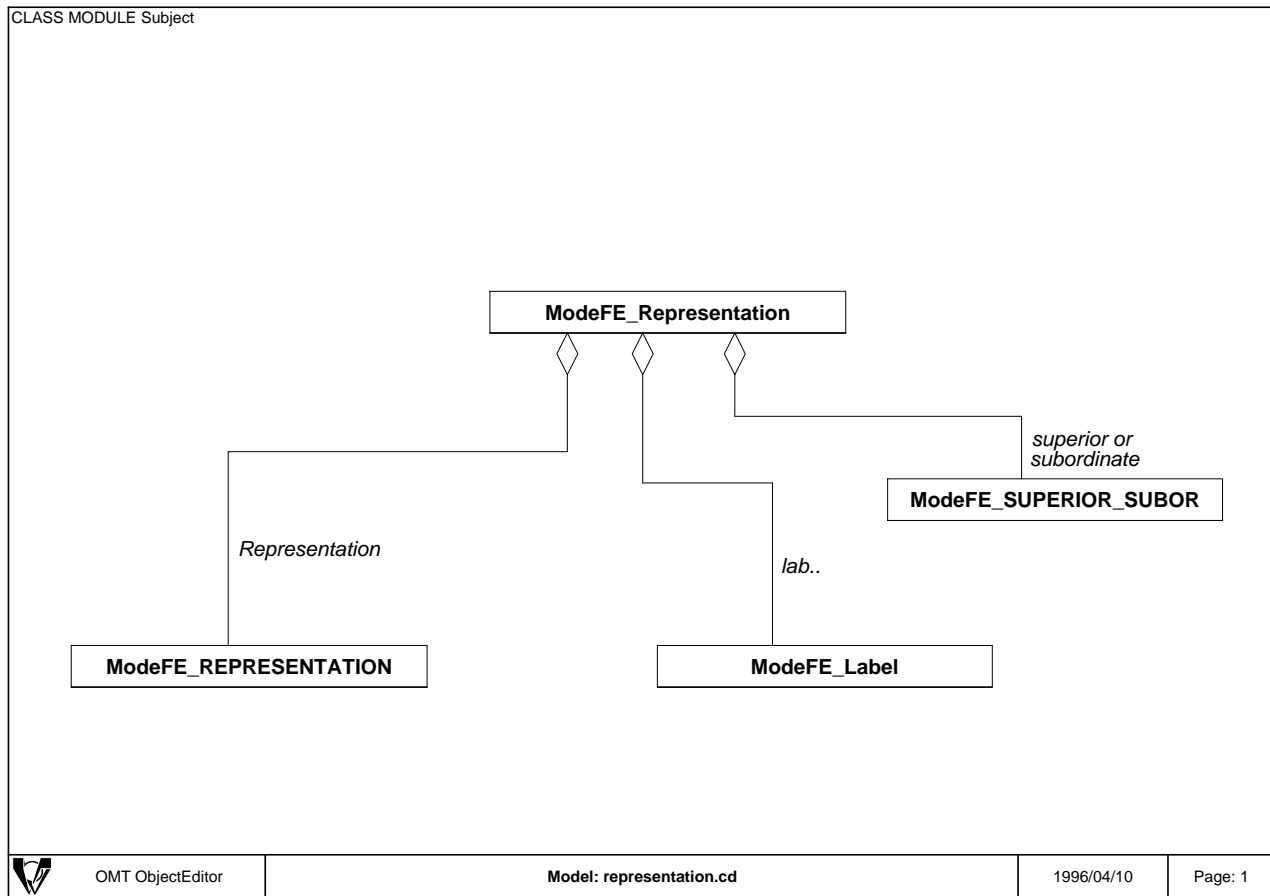 CLASS MODULE Subject
ModeFE_Representation
superior or
subordinate
ModeFE_SUPERIOR_SUBOR
Representation
lab..
ModeFE_REPRESENTATION
ModeFE_Label
OMT ObjectEditor
Model: representation.cd
1996/04/10
Page: 1